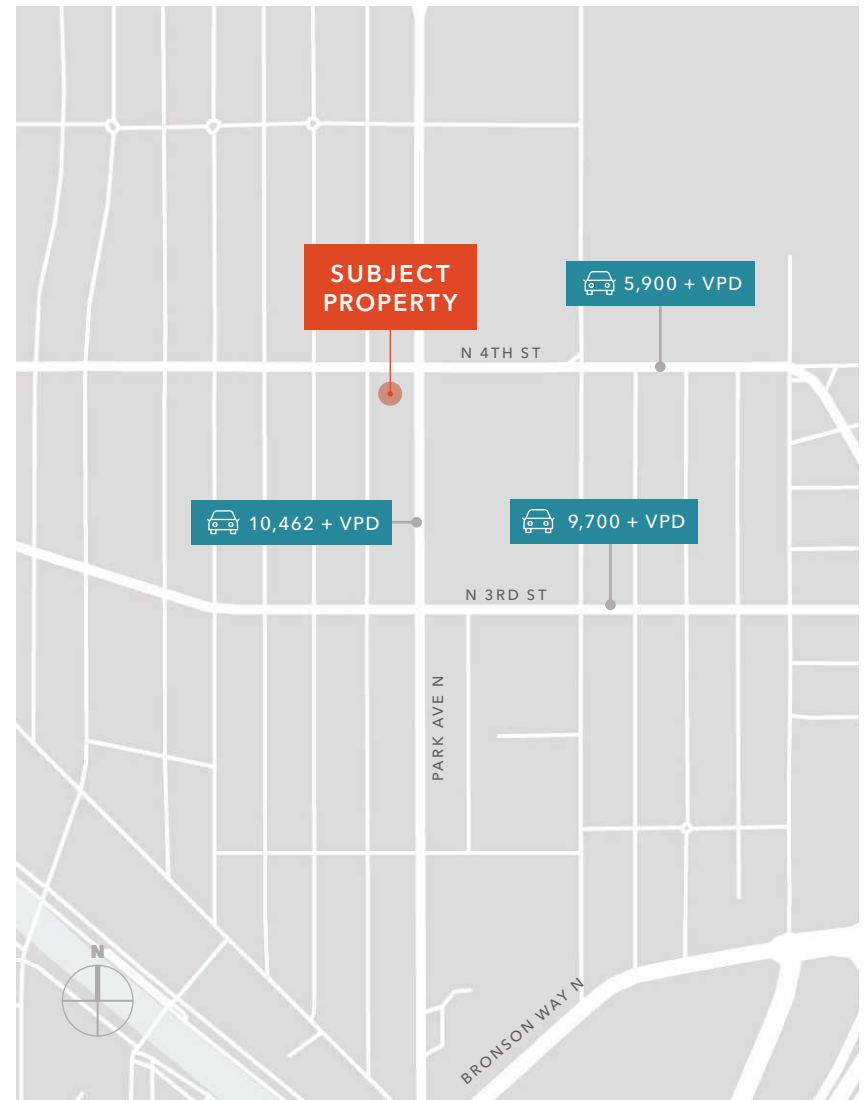 SUBJECT
PROPERTY
5,900 + VPD
N 4TH ST
10,462 + VPD
9,700 + VPD
N 3RD ST
PARK AVE N
N
BRONSON WAY N